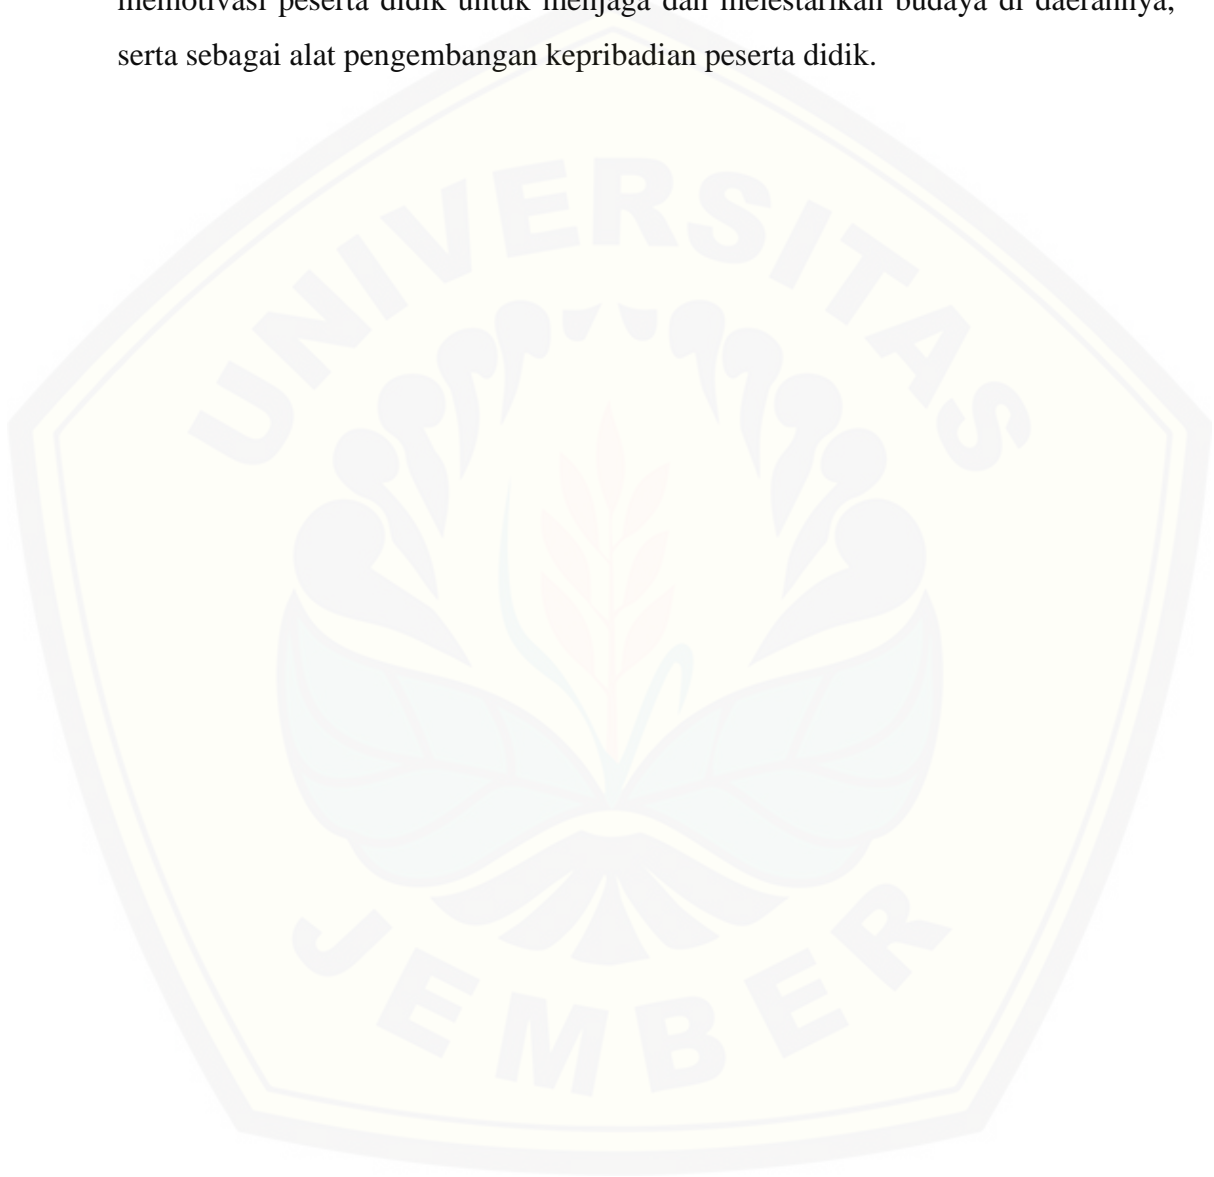 memotivasi peserta didik untuk menjaga dan melestarikan budaya di daerahnya,
serta sebagai alat pengembangan kepribadian peserta didik.
UNIVERSITAS
JEMBER